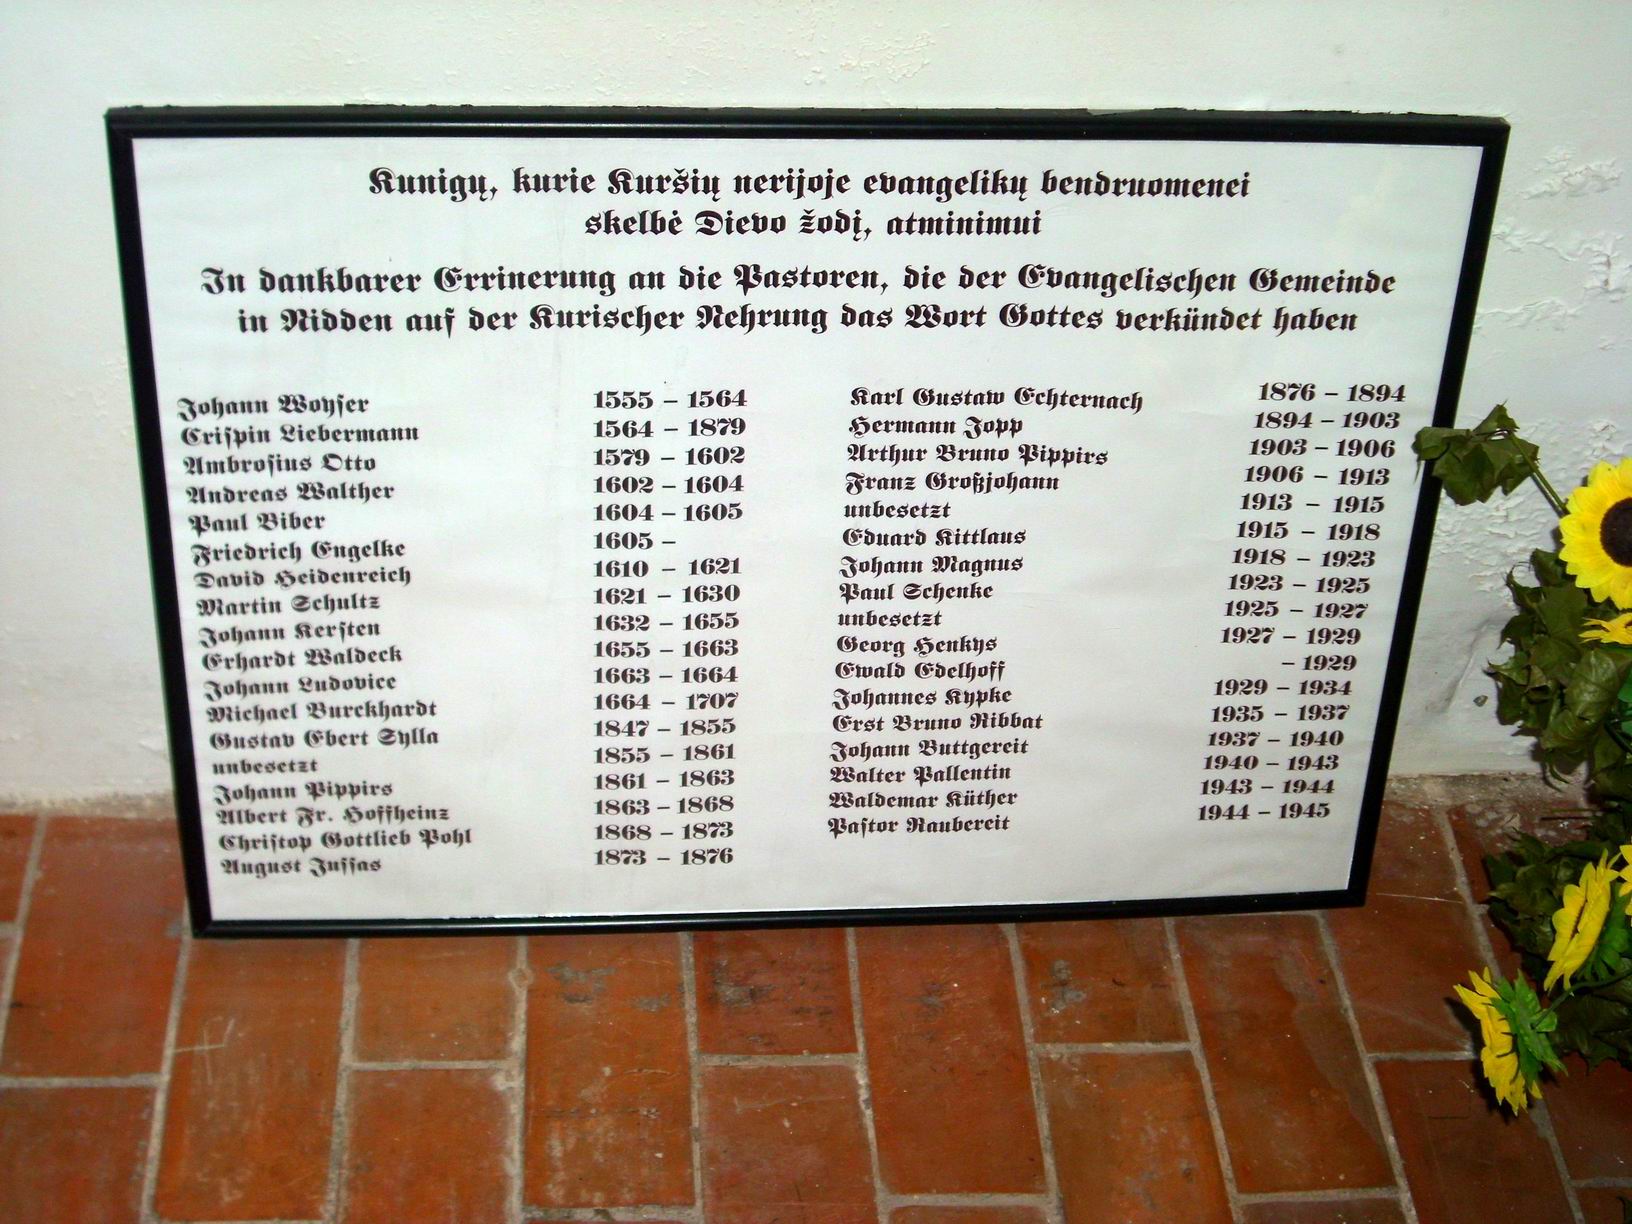 Kunigų, kurie Kuršių nerijoje evangelikų bendruomenei
skelbė Dievo žodį, atminimui
In dankbarer Errinerung an die Pastoren, die der Evangelischen Gemeinde
in Nidden auf der Kurischer Nehrung das Wort Gottes verkündet haben
Johann Woyser 1555 – 1564
Crispin Liebermann 1564 – 1879
Ambrosius Otto 1579 – 1602
Andreas Walther 1602 – 1604
Paul Biber 1604 – 1605
Friedrich Engelke 1605 –
David Heidenreich 1610 – 1621
Martin Schultz 1621 – 1630
Johann Kersten 1632 – 1655
Erhardt Waldeck 1655 – 1663
Johann Ludovice 1663 – 1664
Michael Burckhardt 1664 – 1707
Gustav Ebert Sylla 1847 – 1855
unbesetzt 1855 – 1861
Johann Pippirs 1861 – 1863
Albert Fr. Hoffheinz 1863 – 1868
Christop Gottlieb Pohl 1868 – 1873
August Jussas 1873 – 1876
Karl Gustaw Echternach 1876 – 1894
Hermann Jopp 1894 – 1903
Arthur Bruno Pippirs 1903 – 1906
Franz Großjohann 1906 – 1913
unbesetzt 1913 – 1915
Eduard Kittlaus 1915 – 1918
Johann Magnus 1918 – 1923
Paul Schenke 1923 – 1925
unbesetzt 1925 – 1927
Georg Henkys 1927 – 1929
Ewald Edelhoff – 1929
Johannes Kypke 1929 – 1934
Erst Bruno Ribbat 1935 – 1937
Johann Buttgereit 1937 – 1940
Walter Pallentin 1940 – 1943
Waldemar Küther 1943 – 1944
Pastor Raubereit 1944 – 1945